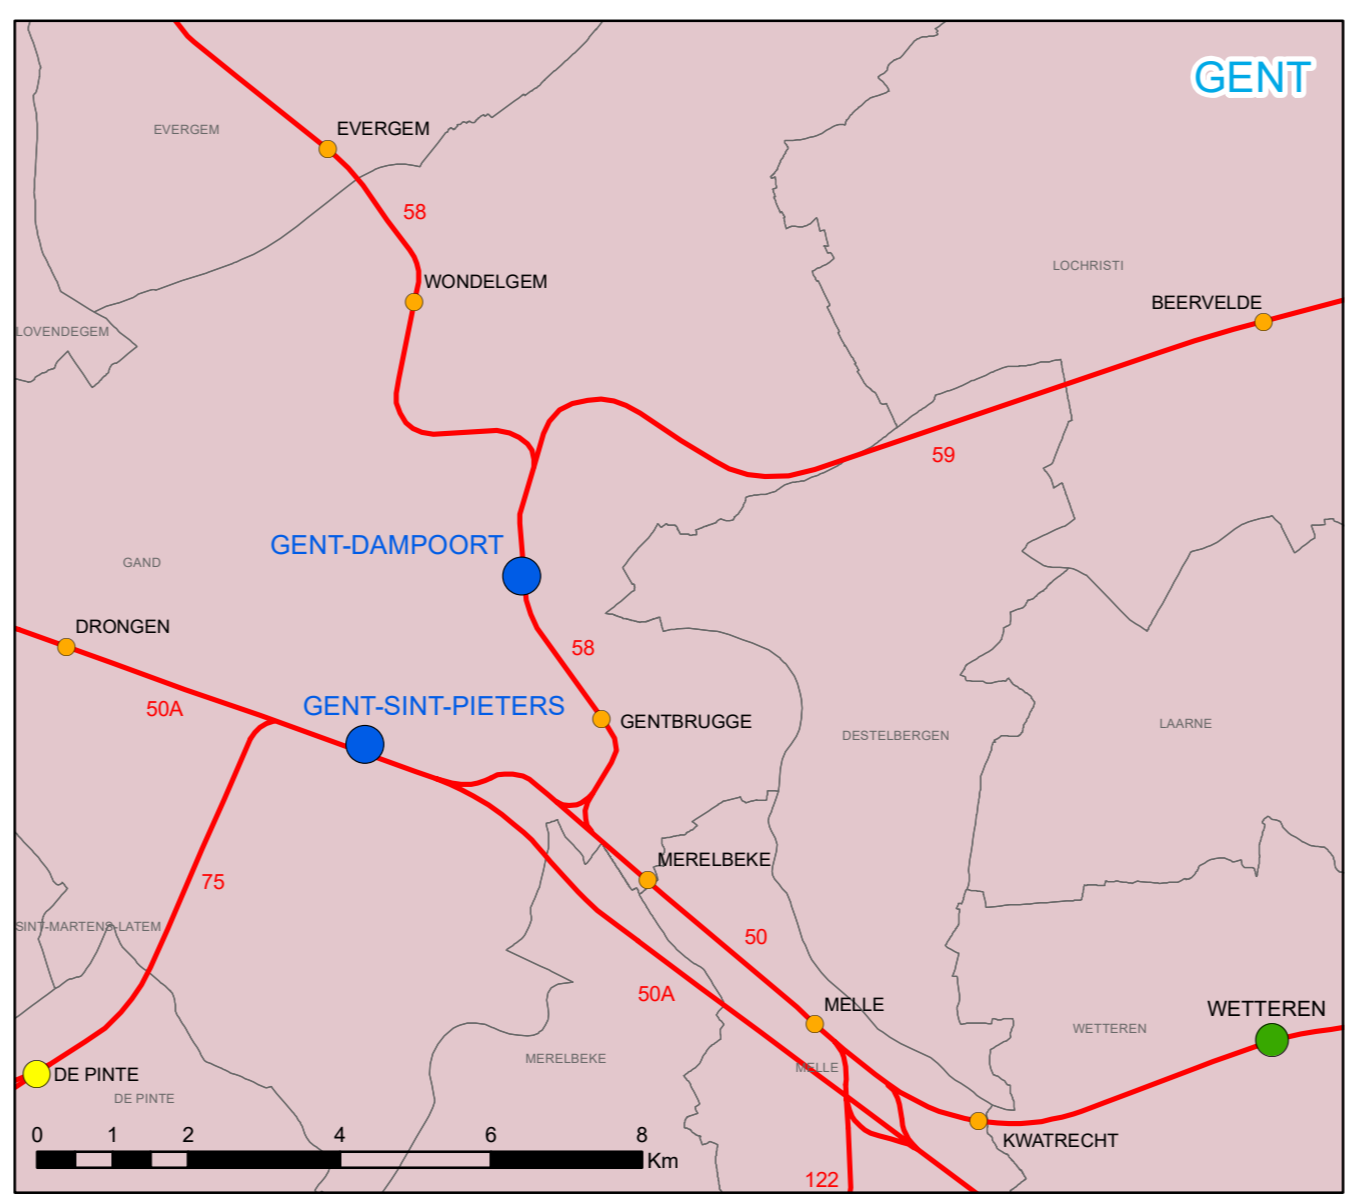 GENT
EVERGEM
EVERGEM
58
LOCHRISTI
WONDELGEM
BEERVELDE
LOVENDEGEM
59
GENT-DAMPOORT
GAND
DRONGEN
58
50A
GENT-SINT-PIETERS
GENTBRUGGE
DESTELBERGEN
LAARNE
MERELBEKE
75
SINT-MARTENS-LATEM
50
50A
MELLE
WETTEREN
WETTEREN
MERELBEKE
MELLE
DE PINTE
DE PINTE
KWATRECHT
0 1 2 4 6 8
Km
122